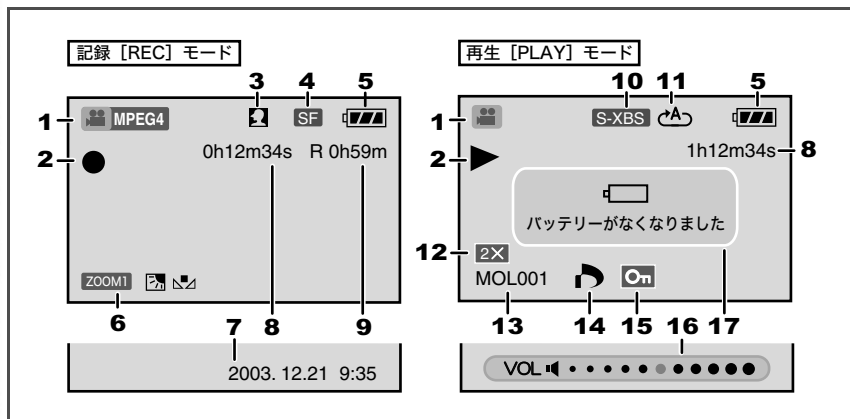 記録［REC］モード
3 4 5
1 MPEG4 SF
2 0h12m34s R 0h59m
ZOOM1
6 7 8 9
2003. 12.21 9:35
再生［PLAY］モード
10 11 5
1 S-XBS A
2 1h12m34s 8
バッテリーがなくなりました
12 2X
MOL001
13 14 15 16 17
VOL